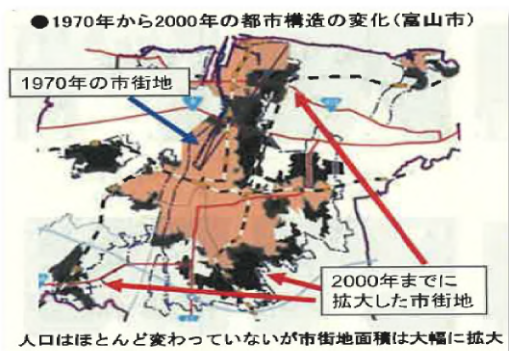 ●1970年から2000年の都市構造の変化(富山市)
1970年の市街地
2000年までに
拡大した市街地
人口はほとんど変わっていないが市街地面積は大幅に拡大